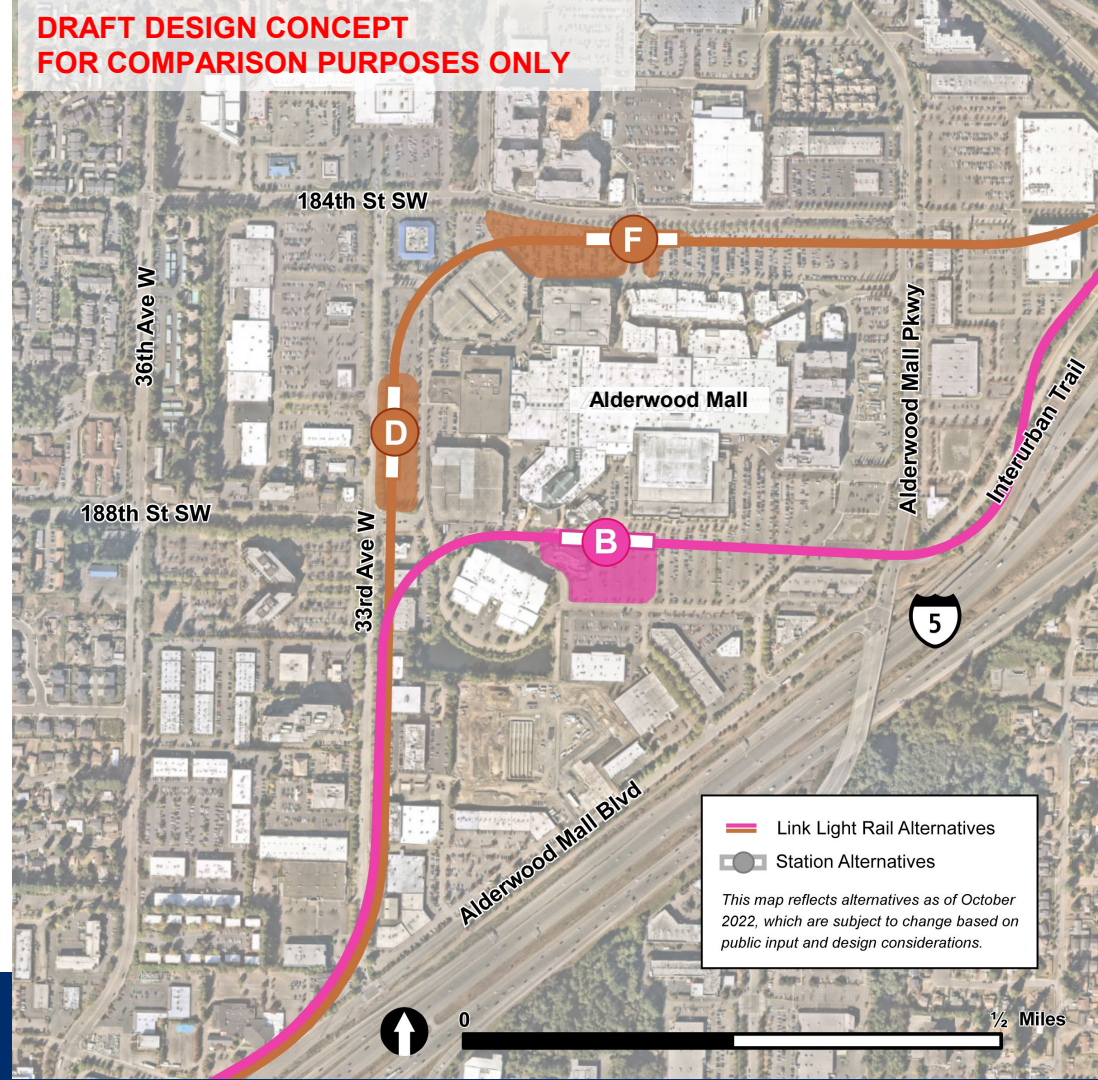 DRAFT DESIGN CONCEPT
FOR COMPARISON PURPOSES ONLY
184th St SW
F
36th Ave W
Alderwood Mall Pkwy
Alderwood Mall
Interurban Trail
D
188th St SW
33rd Ave W
B
5
Alderwood Mall Blvd
Link Light Rail Alternatives
Station Alternatives
This map reflects alternatives as of October
2022, which are subject to change based on
public input and design considerations.
0
½ Miles